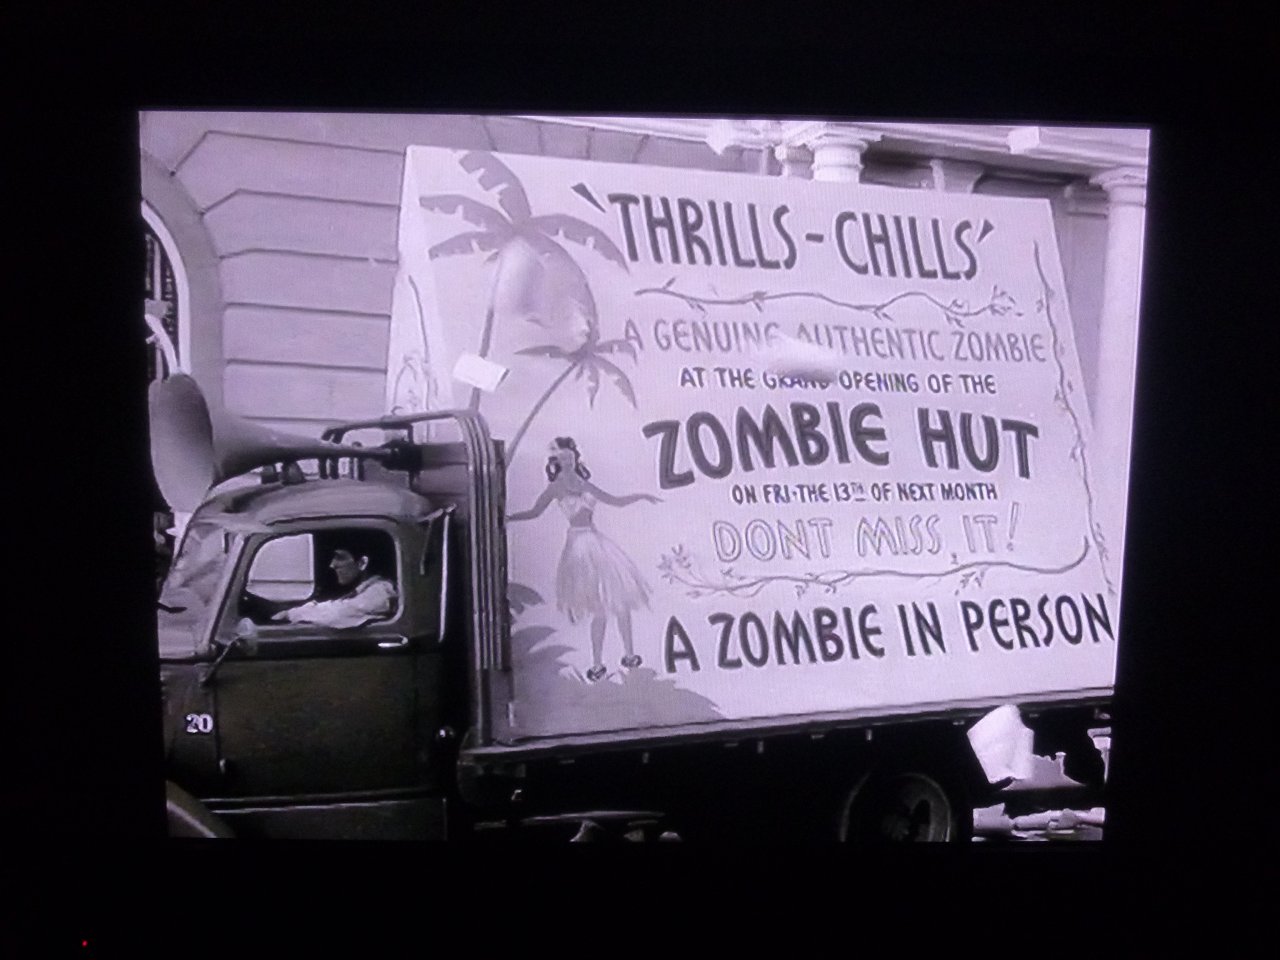 'THRILLS-CHILLS'
A GENUINE AUTHENTIC ZOMBIE
AT THE GRAND OPENING OF THE
ZOMBIE HUT
ON FRI·THE 13TH OF NEXT MONTH
DONT MISS IT!
A ZOMBIE IN PERSON
20